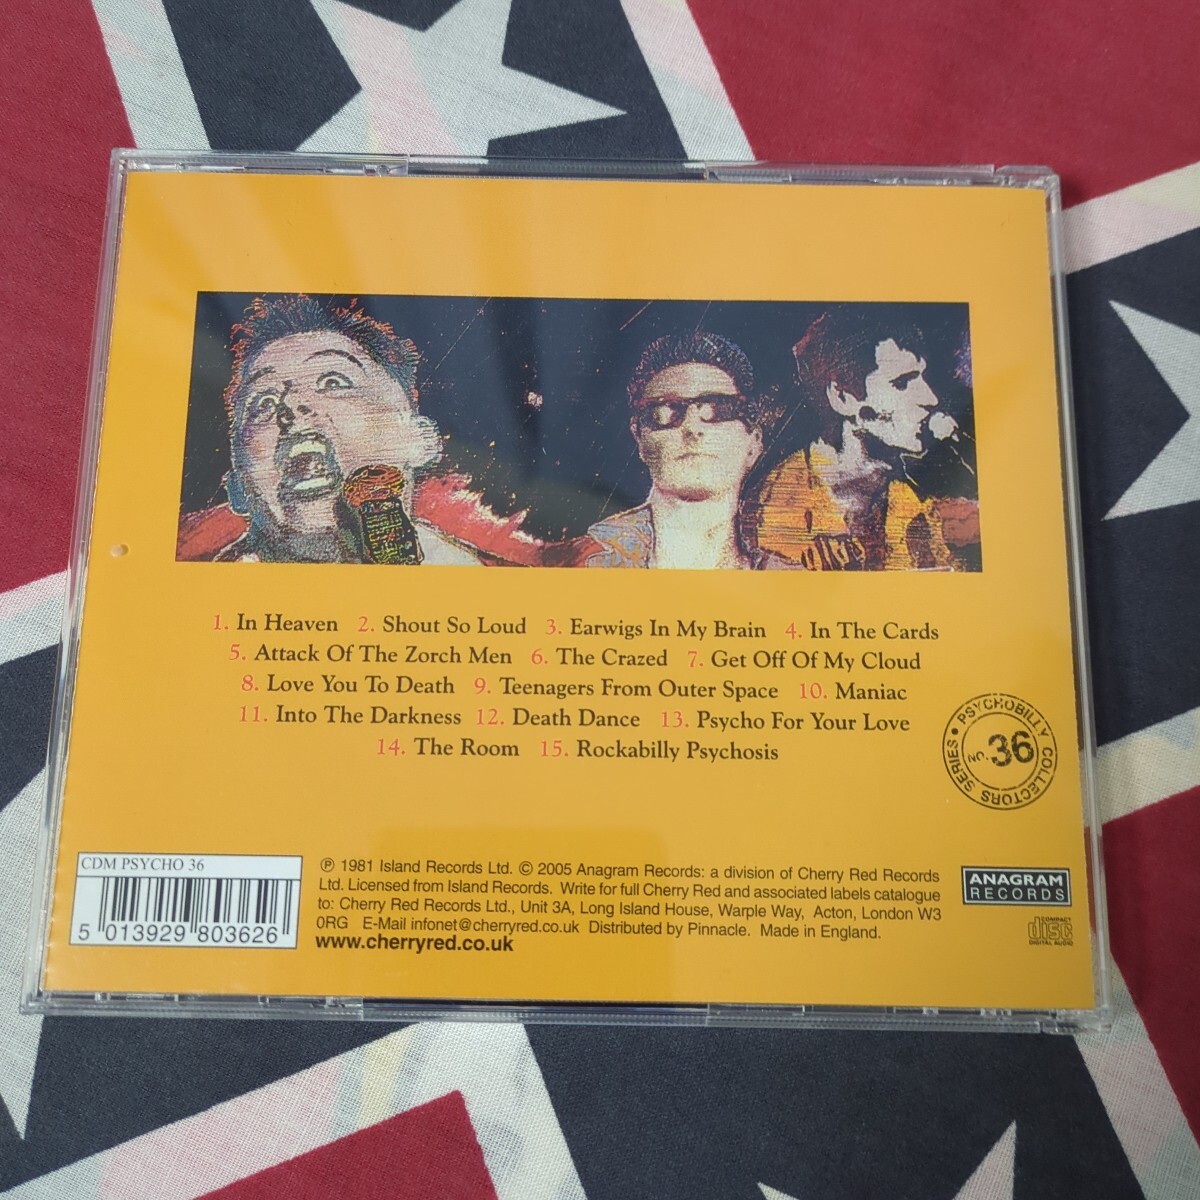 1. In Heaven 2. Shout So Loud 3. Earwigs In My Brain 4. In The Cards
5. Attack Of The Zorch Men 6. The Crazed 7. Get Off Of My Cloud
8. Love You To Death 9. Teenagers From Outer Space 10. Maniac
11. Into The Darkness 12. Death Dance 13. Psycho For Your Love
14. The Room 15. Rockabilly Psychosis
PSYCHOBILLY COLLECTORS SERIES •
NO. 36
CDM PSYCHO 36
5 013929 803626
℗ 1981 Island Records Ltd. © 2005 Anagram Records: a division of Cherry Red Records
Ltd. Licensed from Island Records. Write for full Cherry Red and associated labels catalogue
to: Cherry Red Records Ltd., Unit 3A, Long Island House, Warple Way, Acton, London W3
0RG E-Mail infonet@cherryred.co.uk Distributed by Pinnacle. Made in England.
www.cherryred.co.uk
ANAGRAM
RECORDS
COMPACT
disc
DIGITAL AUDIO